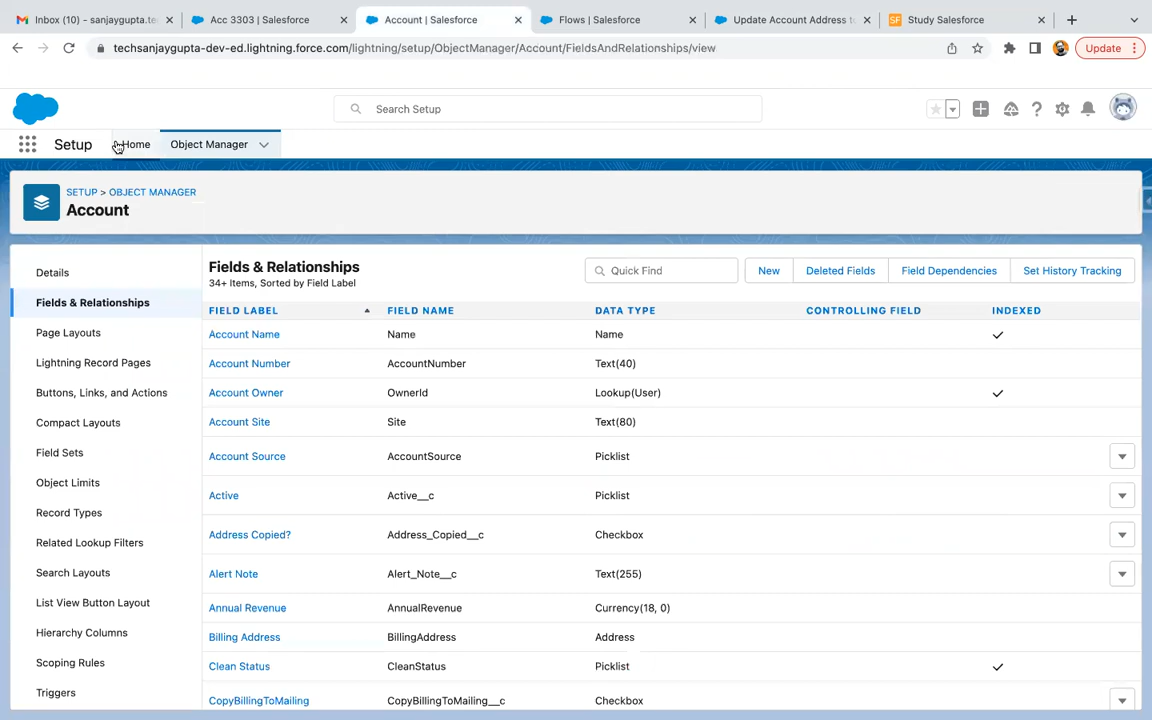 Inbox (10) - sanjaygupta.te
Acc 3303 | Salesforce
Account | Salesforce
Flows | Salesforce
Update Account Address to
SF
Study Salesforce
techsanjaygupta-dev-ed.lightning.force.com/lightning/setup/ObjectManager/Account/FieldsAndRelationships/view
Update
Search Setup
Setup
Home
Object Manager
SETUP > OBJECT MANAGER
Account
Details
Fields & Relationships
Page Layouts
Lightning Record Pages
Buttons, Links, and Actions
Compact Layouts
Field Sets
Object Limits
Record Types
Related Lookup Filters
Search Layouts
List View Button Layout
Hierarchy Columns
Scoping Rules
Triggers
Fields & Relationships
34+ Items, Sorted by Field Label
Quick Find
New
Deleted Fields
Field Dependencies
Set History Tracking
FIELD LABEL FIELD NAME DATA TYPE CONTROLLING FIELD INDEXED
Account Name Name Name
Account Number AccountNumber Text(40)
Account Owner OwnerId Lookup(User)
Account Site Site Text(80)
Account Source AccountSource Picklist
Active Active__c Picklist
Address Copied? Address_Copied__c Checkbox
Alert Note Alert_Note__c Text(255)
Annual Revenue AnnualRevenue Currency(18, 0)
Billing Address BillingAddress Address
Clean Status CleanStatus Picklist
CopyBillingToMailing CopyBillingToMailing__c Checkbox